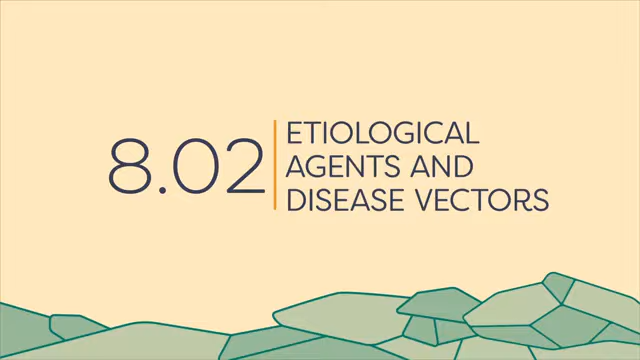 8.02
ETIOLOGICAL
AGENTS AND
DISEASE VECTORS